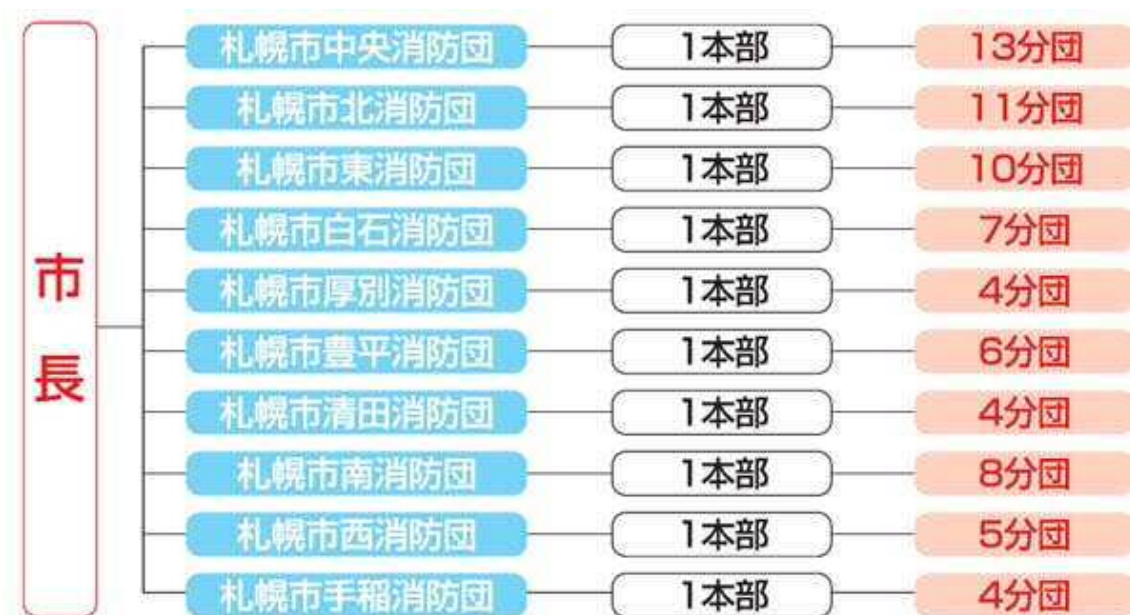 市長
札幌市中央消防団 1本部 13分団
札幌市北消防団 1本部 11分団
札幌市東消防団 1本部 10分団
札幌市白石消防団 1本部 7分団
札幌市厚別消防団 1本部 4分団
札幌市豊平消防団 1本部 6分団
札幌市清田消防団 1本部 4分団
札幌市南消防団 1本部 8分団
札幌市西消防団 1本部 5分団
札幌市手稲消防団 1本部 4分団